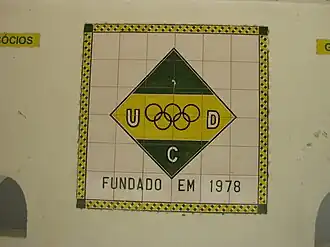 ÓCIOS
G
U D
C
FUNDADO EM 1978